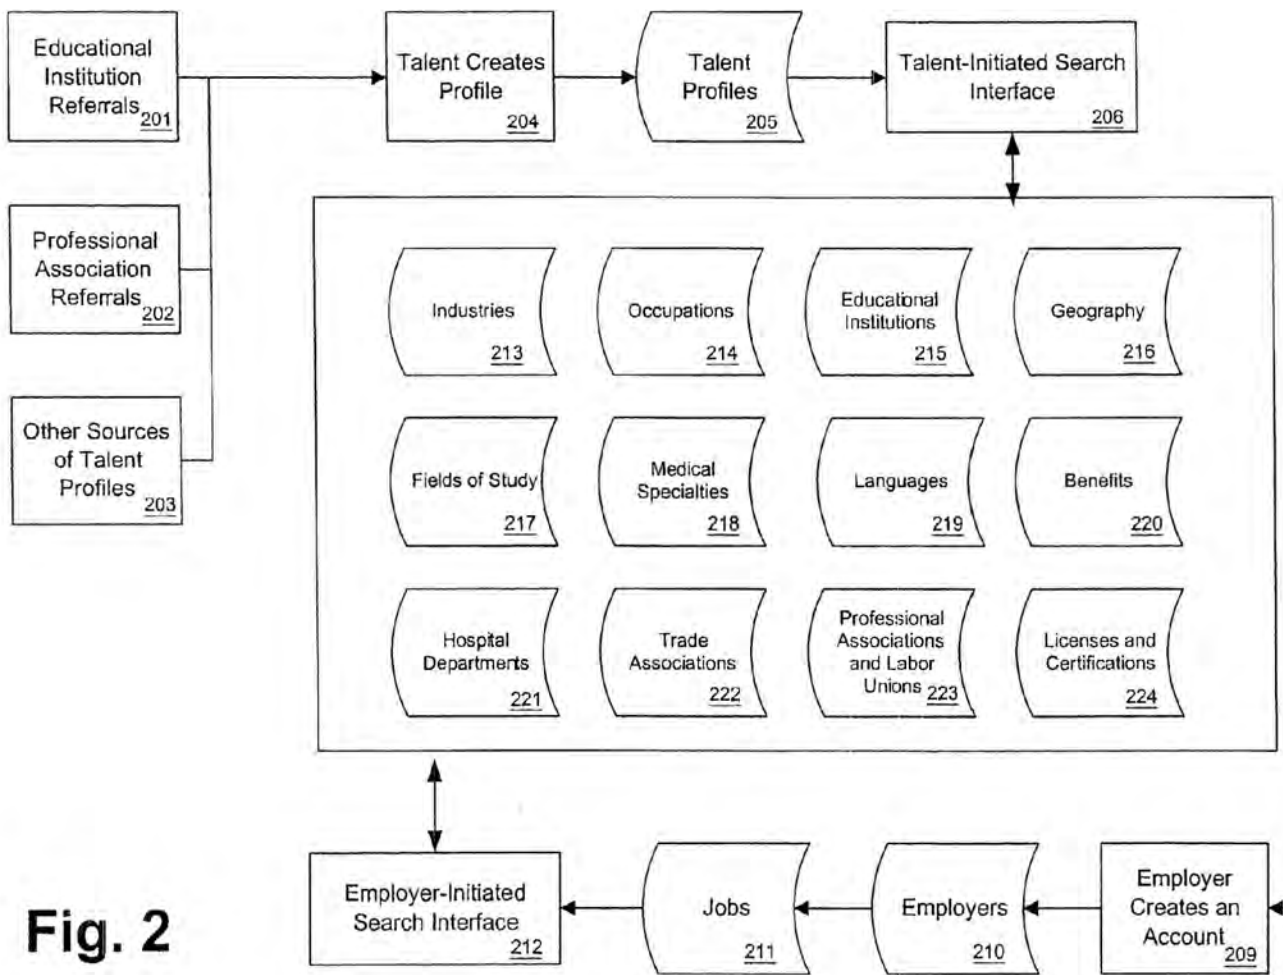 Educational
Institution
Referrals
201
Talent Creates
Profile
204
Talent
Profiles
205
Talent-Initiated Search
Interface
206
Professional
Association
Referrals
202
Other Sources
of Talent
Profiles
203
Industries
213
Occupations
214
Educational
Institutions
215
Geography
216
Fields of Study
217
Medical
Specialties
218
Languages
219
Benefits
220
Hospital
Departments
221
Trade
Associations
222
Professional
Associations
and Labor
Unions
223
Licenses and
Certifications
224
Employer-Initiated
Search Interface
212
Jobs
211
Employers
210
Employer
Creates an
Account
209
Fig. 2